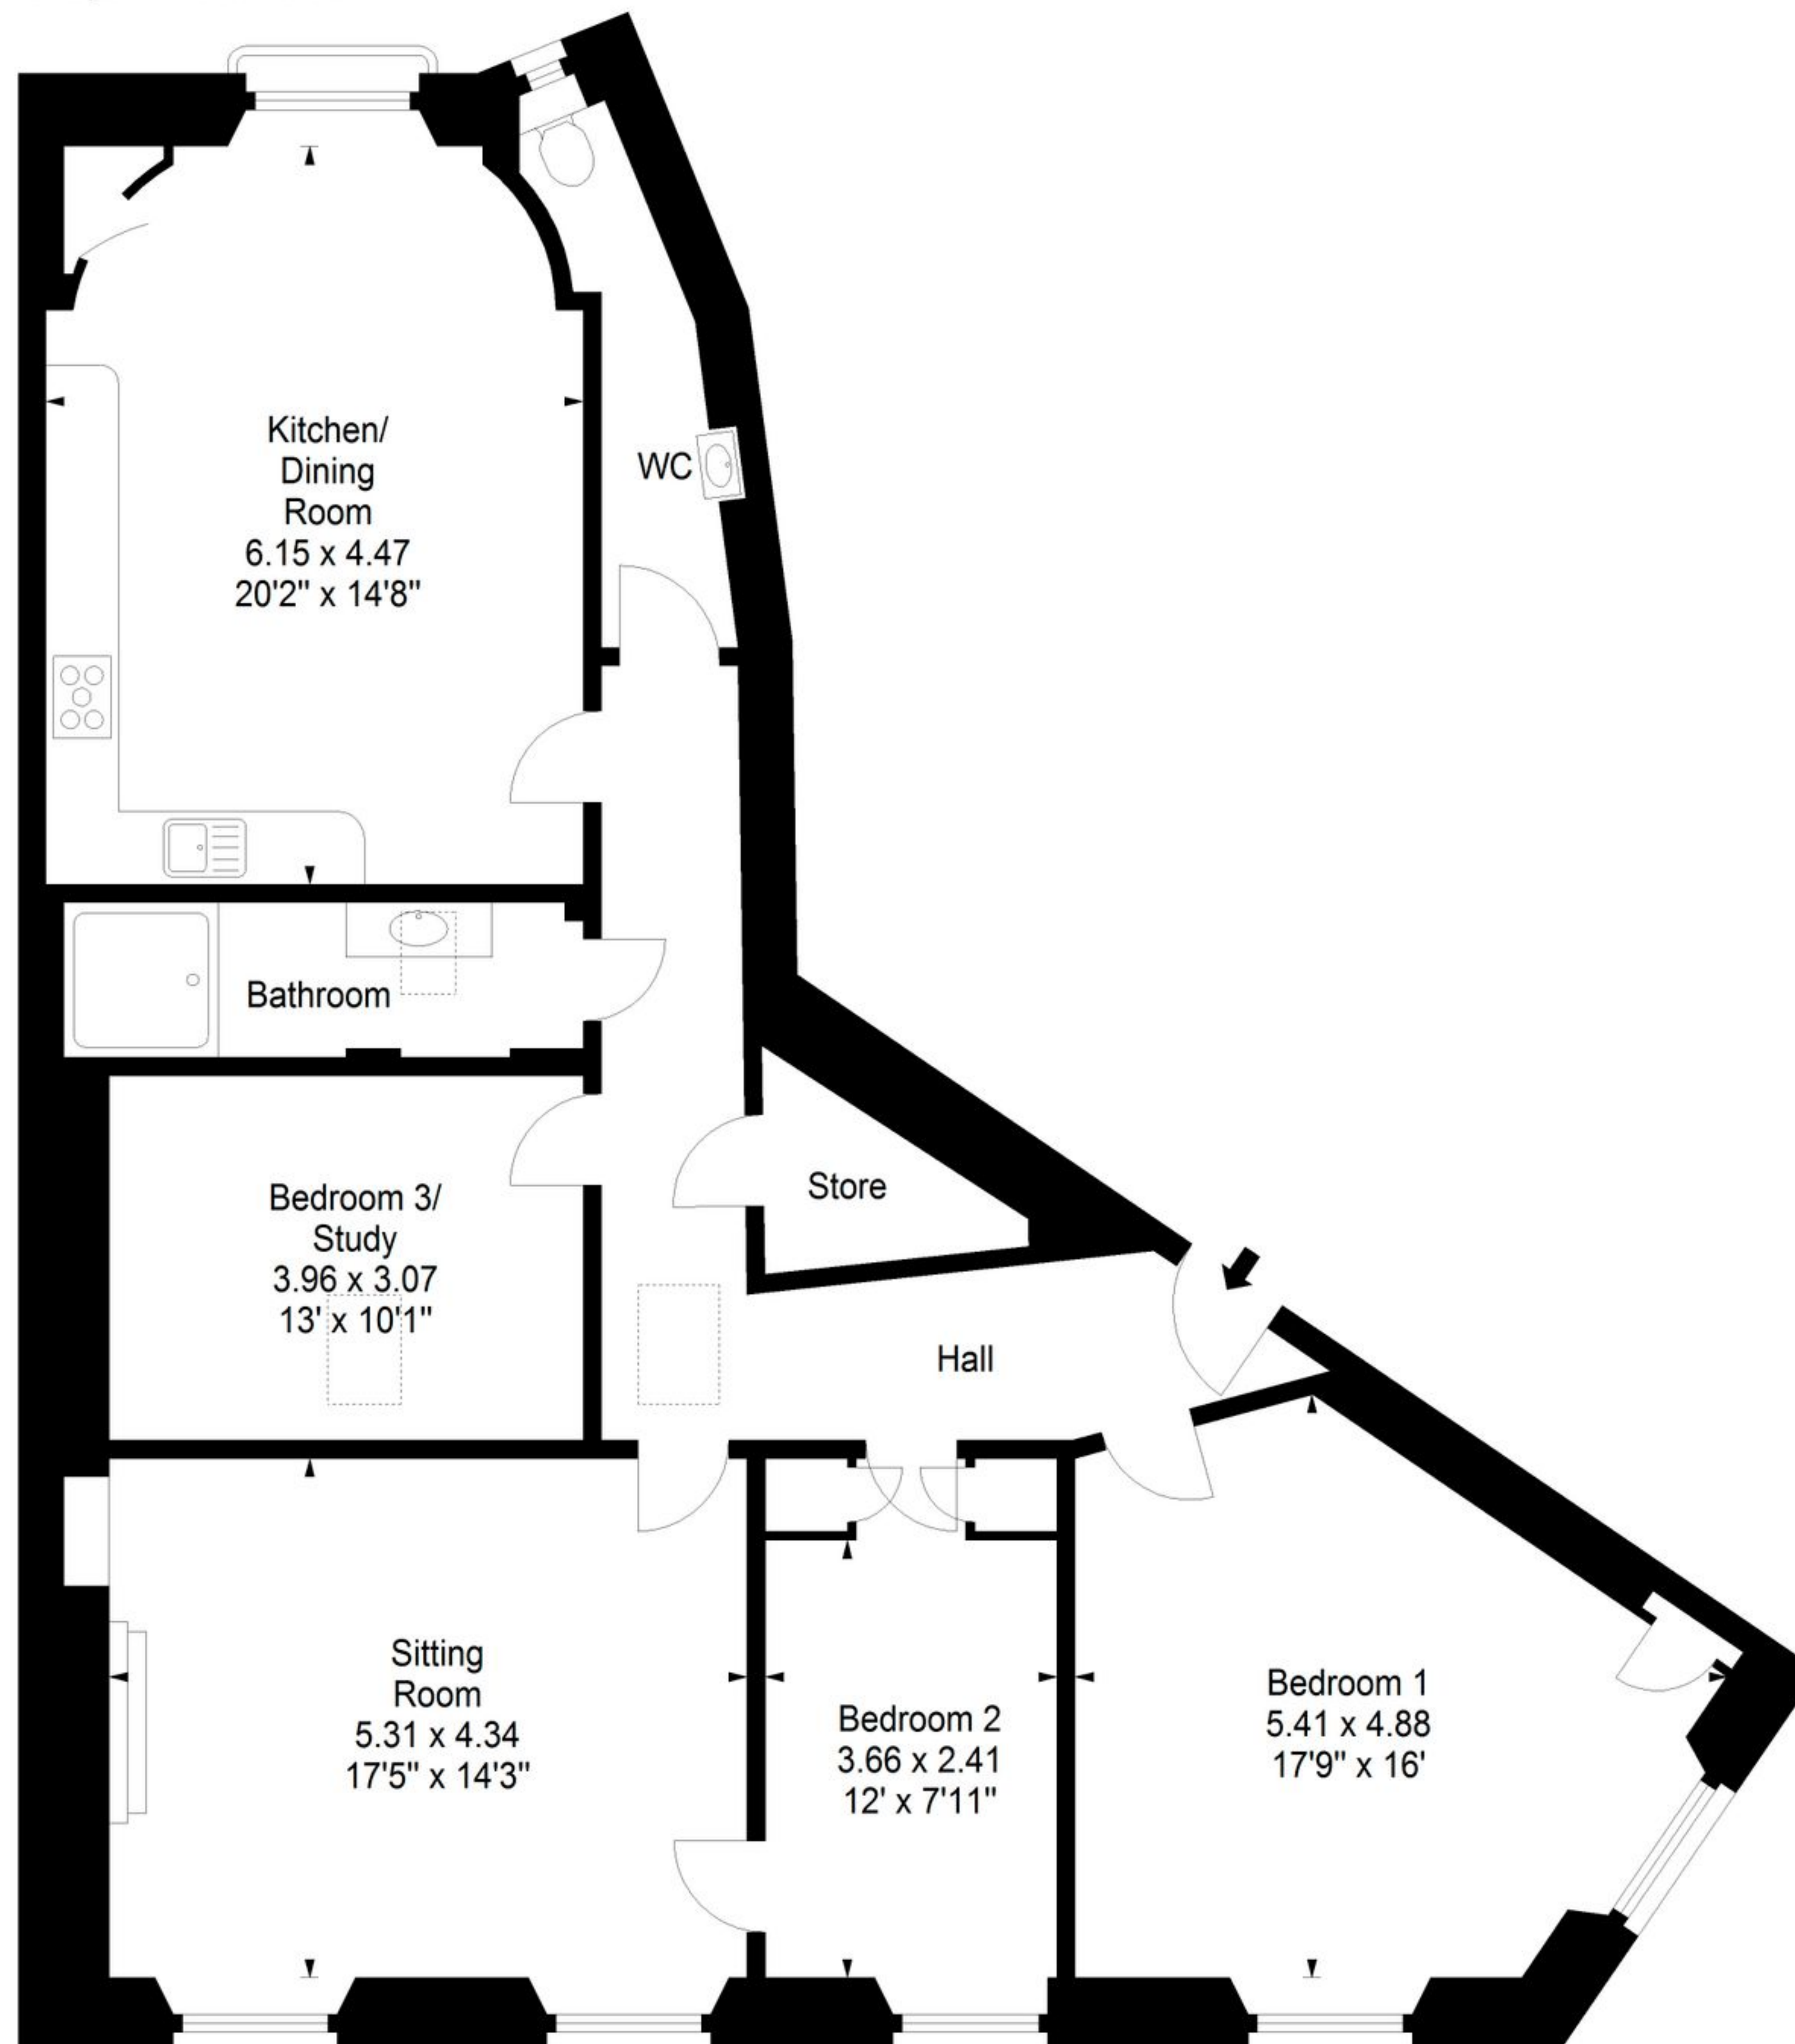 Kitchen/
Dining
Room
6.15 x 4.47
20'2" x 14'8"
WC
Bathroom
Bedroom 3/
Study
3.96 x 3.07
13' x 10'1"
Store
Hall
Sitting
Room
5.31 x 4.34
17'5" x 14'3"
Bedroom 2
3.66 x 2.41
12' x 7'11"
Bedroom 1
5.41 x 4.88
17'9" x 16'